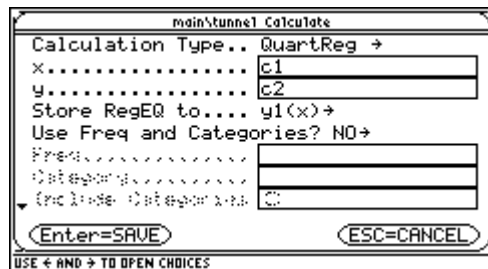 main\tunnel Calculate
Calculation Type.. QuartReg →
x................. c1
y................. c2
Store RegEQ to.... y1(x)→
Use Freq and Categories? NO→
Freq..............
Category..........
Include Categories {}
Enter=SAVE ESC=CANCEL
USE ← AND → TO OPEN CHOICES